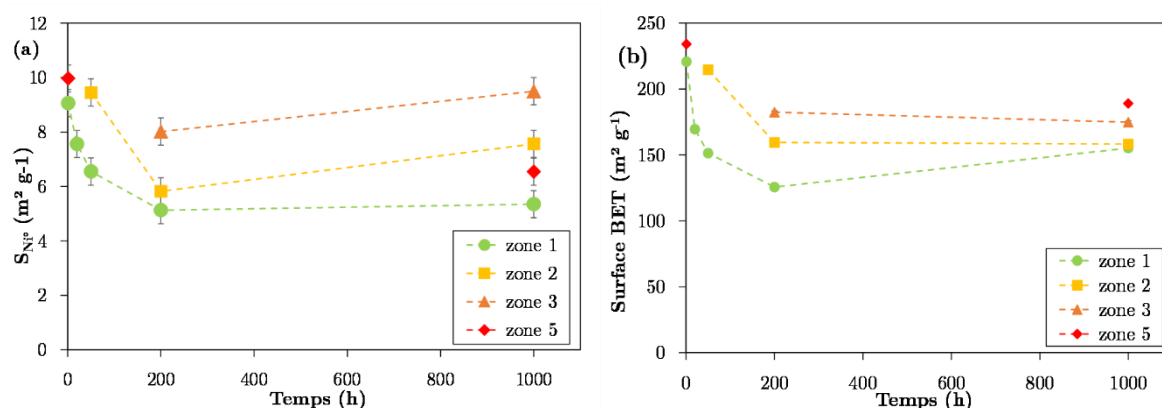 (a)
12
10
8
6
4
2
0
S_Ni° (m² g-1)
0 200 400 600 800 1000
Temps (h)
zone 1
zone 2
zone 3
zone 5
(b)
250
200
150
100
50
0
Surface BET (m² g⁻¹)
0 200 400 600 800 1000
Temps (h)
zone 1
zone 2
zone 3
zone 5